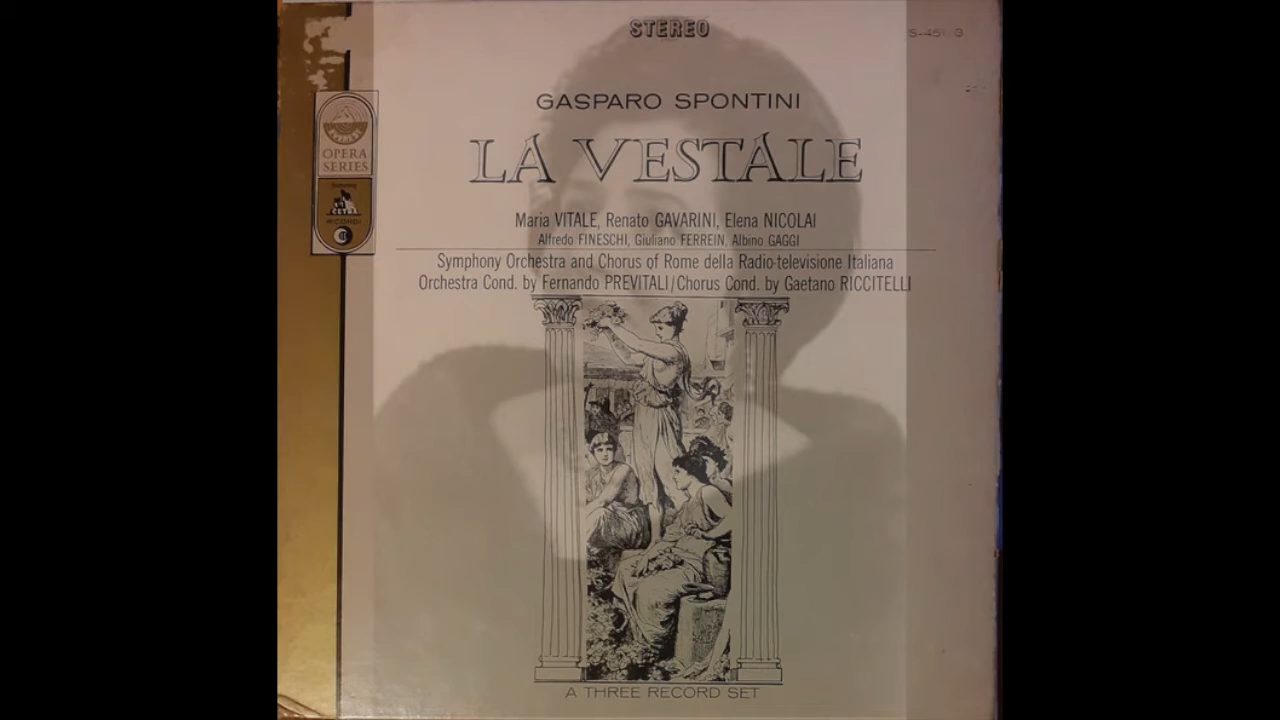 STEREO
GASPARO SPONTINI
LA VESTALE
OPERA
SERIES
CETRA
RICORDI
Maria VITALE, Renato GAVARINI, Elena NICOLAI
Alfredo FINESCHI, Giuliano FERREIN, Albino GAGGI
Symphony Orchestra and Chorus of Rome della Radio-televisione Italiana
Orchestra Cond. by Fernando PREVITALI/Chorus Cond. by Gaetano RICCITELLI
A THREE RECORD SET